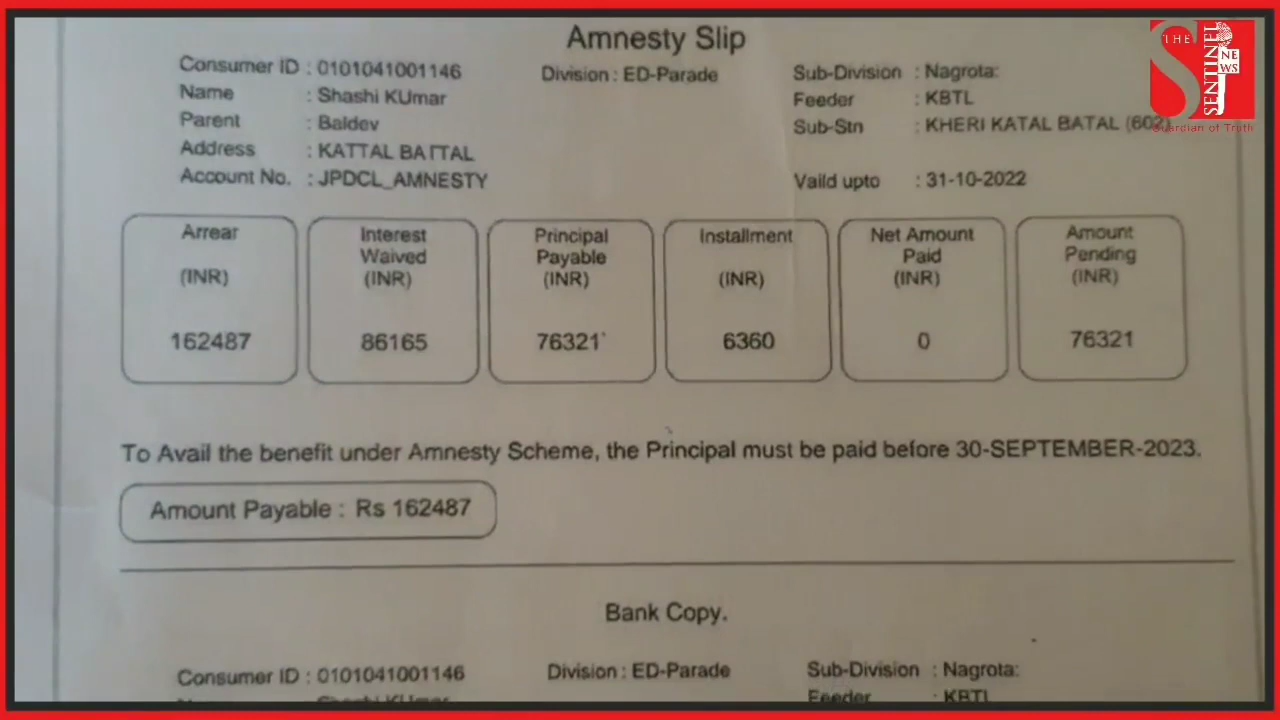 Amnesty Slip
Consumer ID : 0101041001146 Division : ED-Parade Sub-Division : Nagrota:
Name : Shashi KUmar Feeder : KBTL
Parent : Baldev Sub-Stn : KHERI KATAL BATAL (602)
Address : KATTAL BATTAL
Account No. : JPDCL_AMNESTY Vaild upto : 31-10-2022
Arrear (INR) 162487
Interest Waived (INR) 86165
Principal Payable (INR) 76321
Installment (INR) 6360
Net Amount Paid (INR) 0
Amount Pending (INR) 76321
To Avail the benefit under Amnesty Scheme, the Principal must be paid before 30-SEPTEMBER-2023.
Amount Payable : Rs 162487
Bank Copy.
Consumer ID : 0101041001146 Division : ED-Parade Sub-Division : Nagrota:
Shashi KUmar Feeder : KBTL
THE SENTINEL NEWS
Guardian of Truth